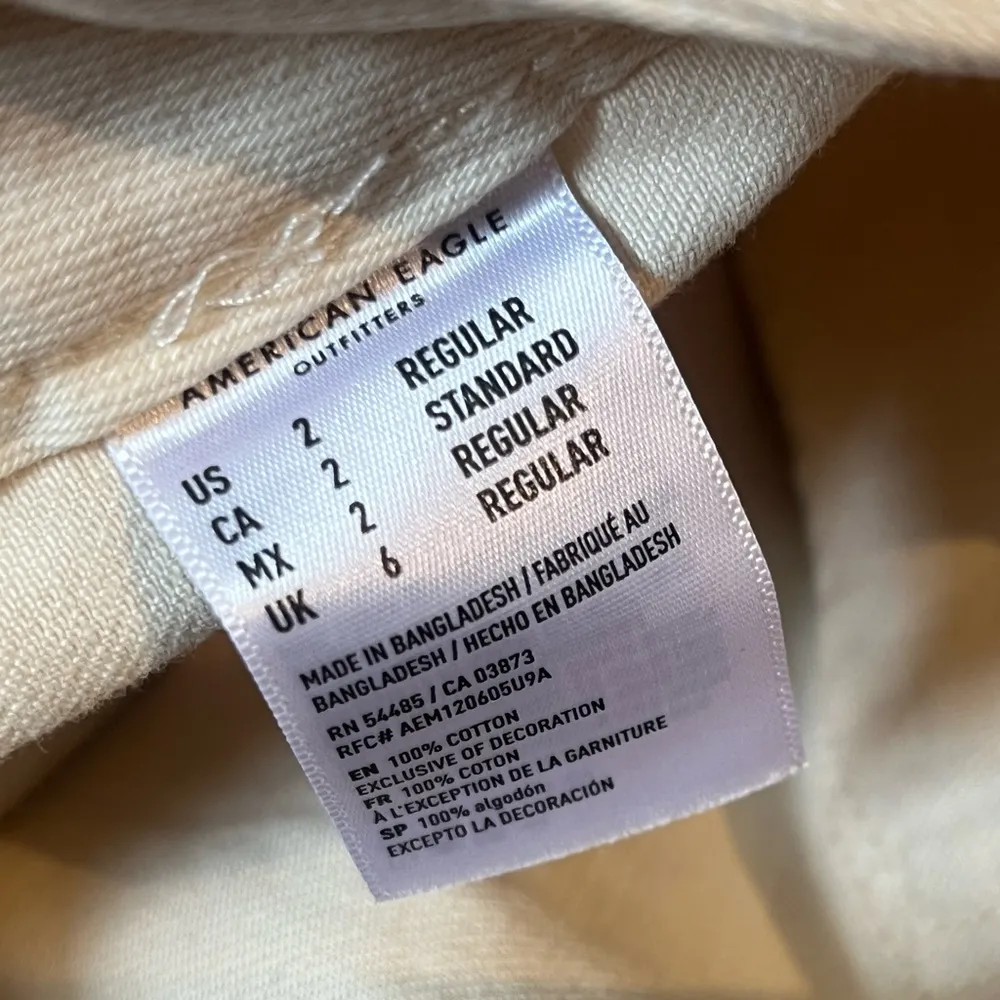 AMERICAN EAGLE
OUTFITTERS
US 2 REGULAR
CA 2 STANDARD
MX 2 REGULAR
UK 6 REGULAR
MADE IN BANGLADESH / FABRIQUÉ AU
BANGLADESH / HECHO EN BANGLADESH
RN 54485 / CA 03873
RFC# AEM120605U9A
EN 100% COTTON
EXCLUSIVE OF DECORATION
FR 100% COTON
À L'EXCEPTION DE LA GARNITURE
SP 100% algodón
EXCEPTO LA DECORACIÓN